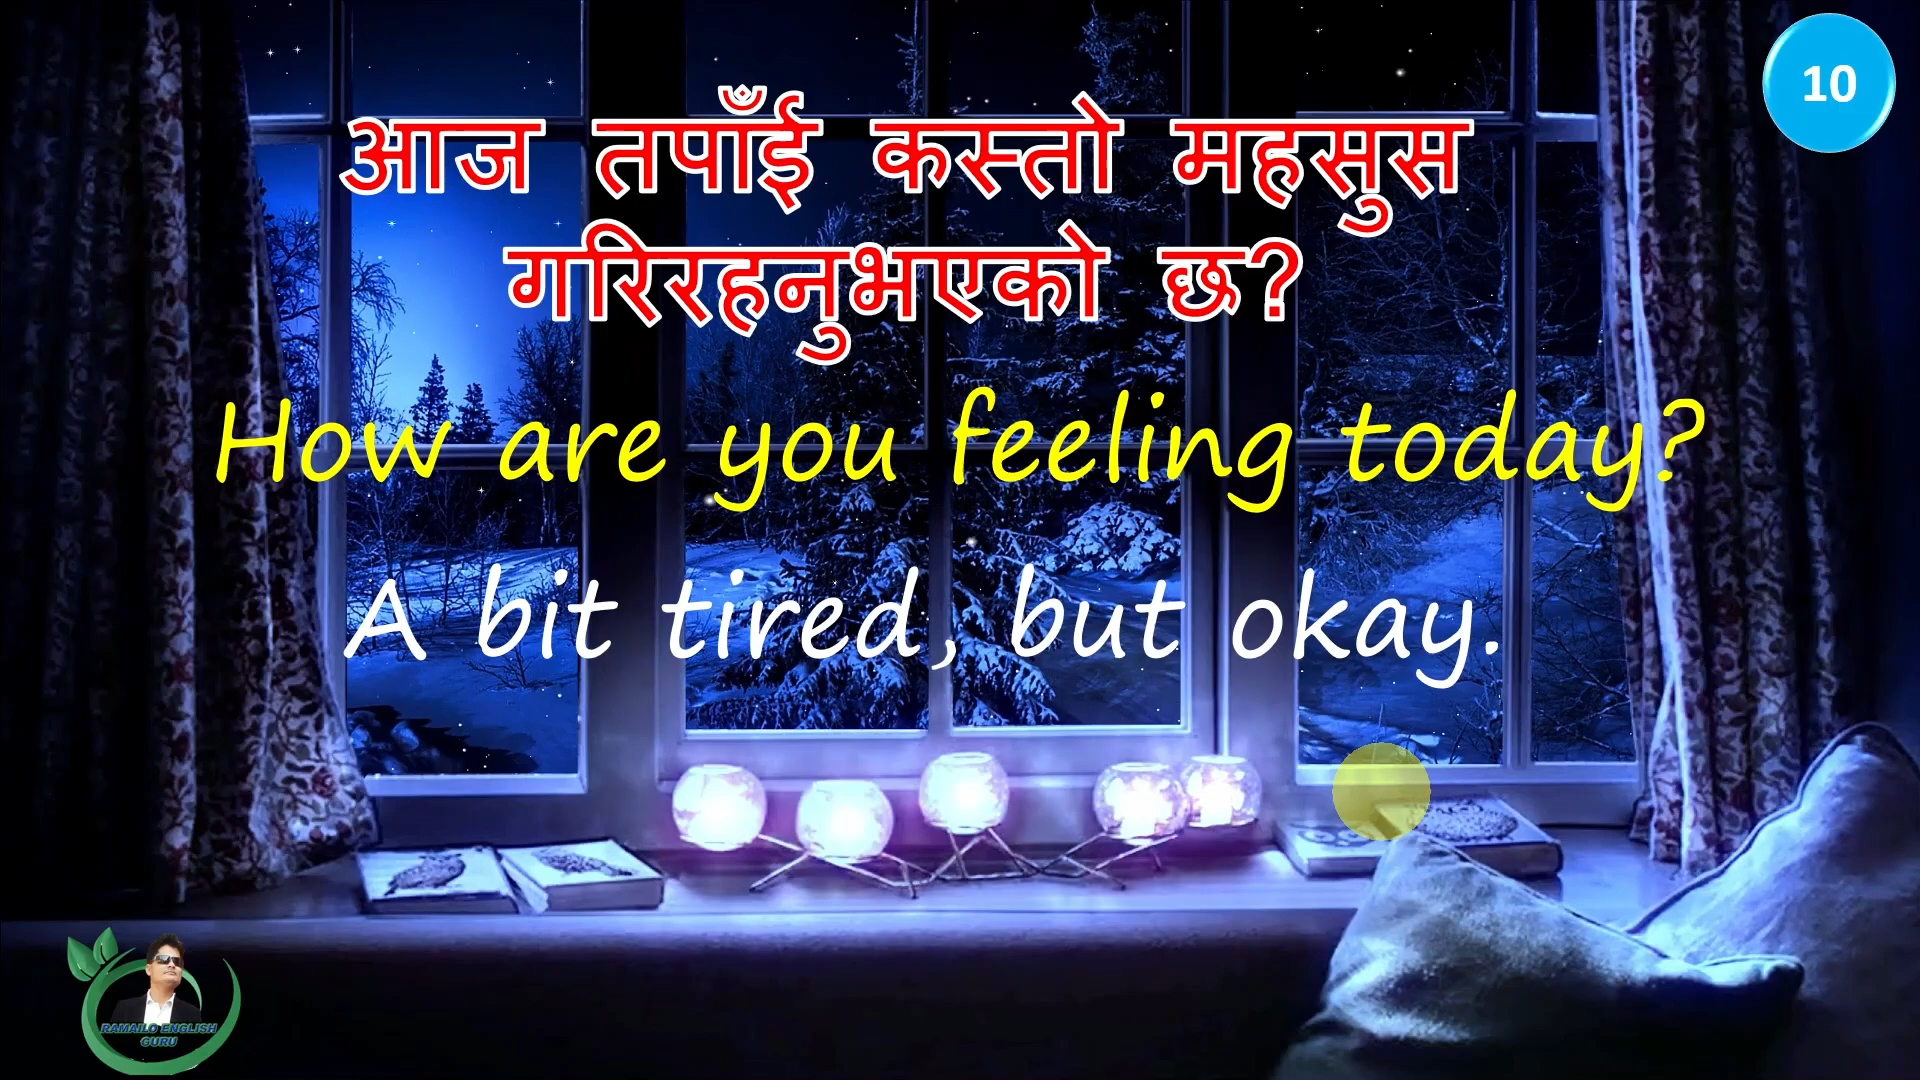 10
आज तपाँई कस्तो महसुस
गरिरहनुभएको छ?
How are you feeling today?
A bit tired, but okay.
RAMAILO ENGLISH
GURU